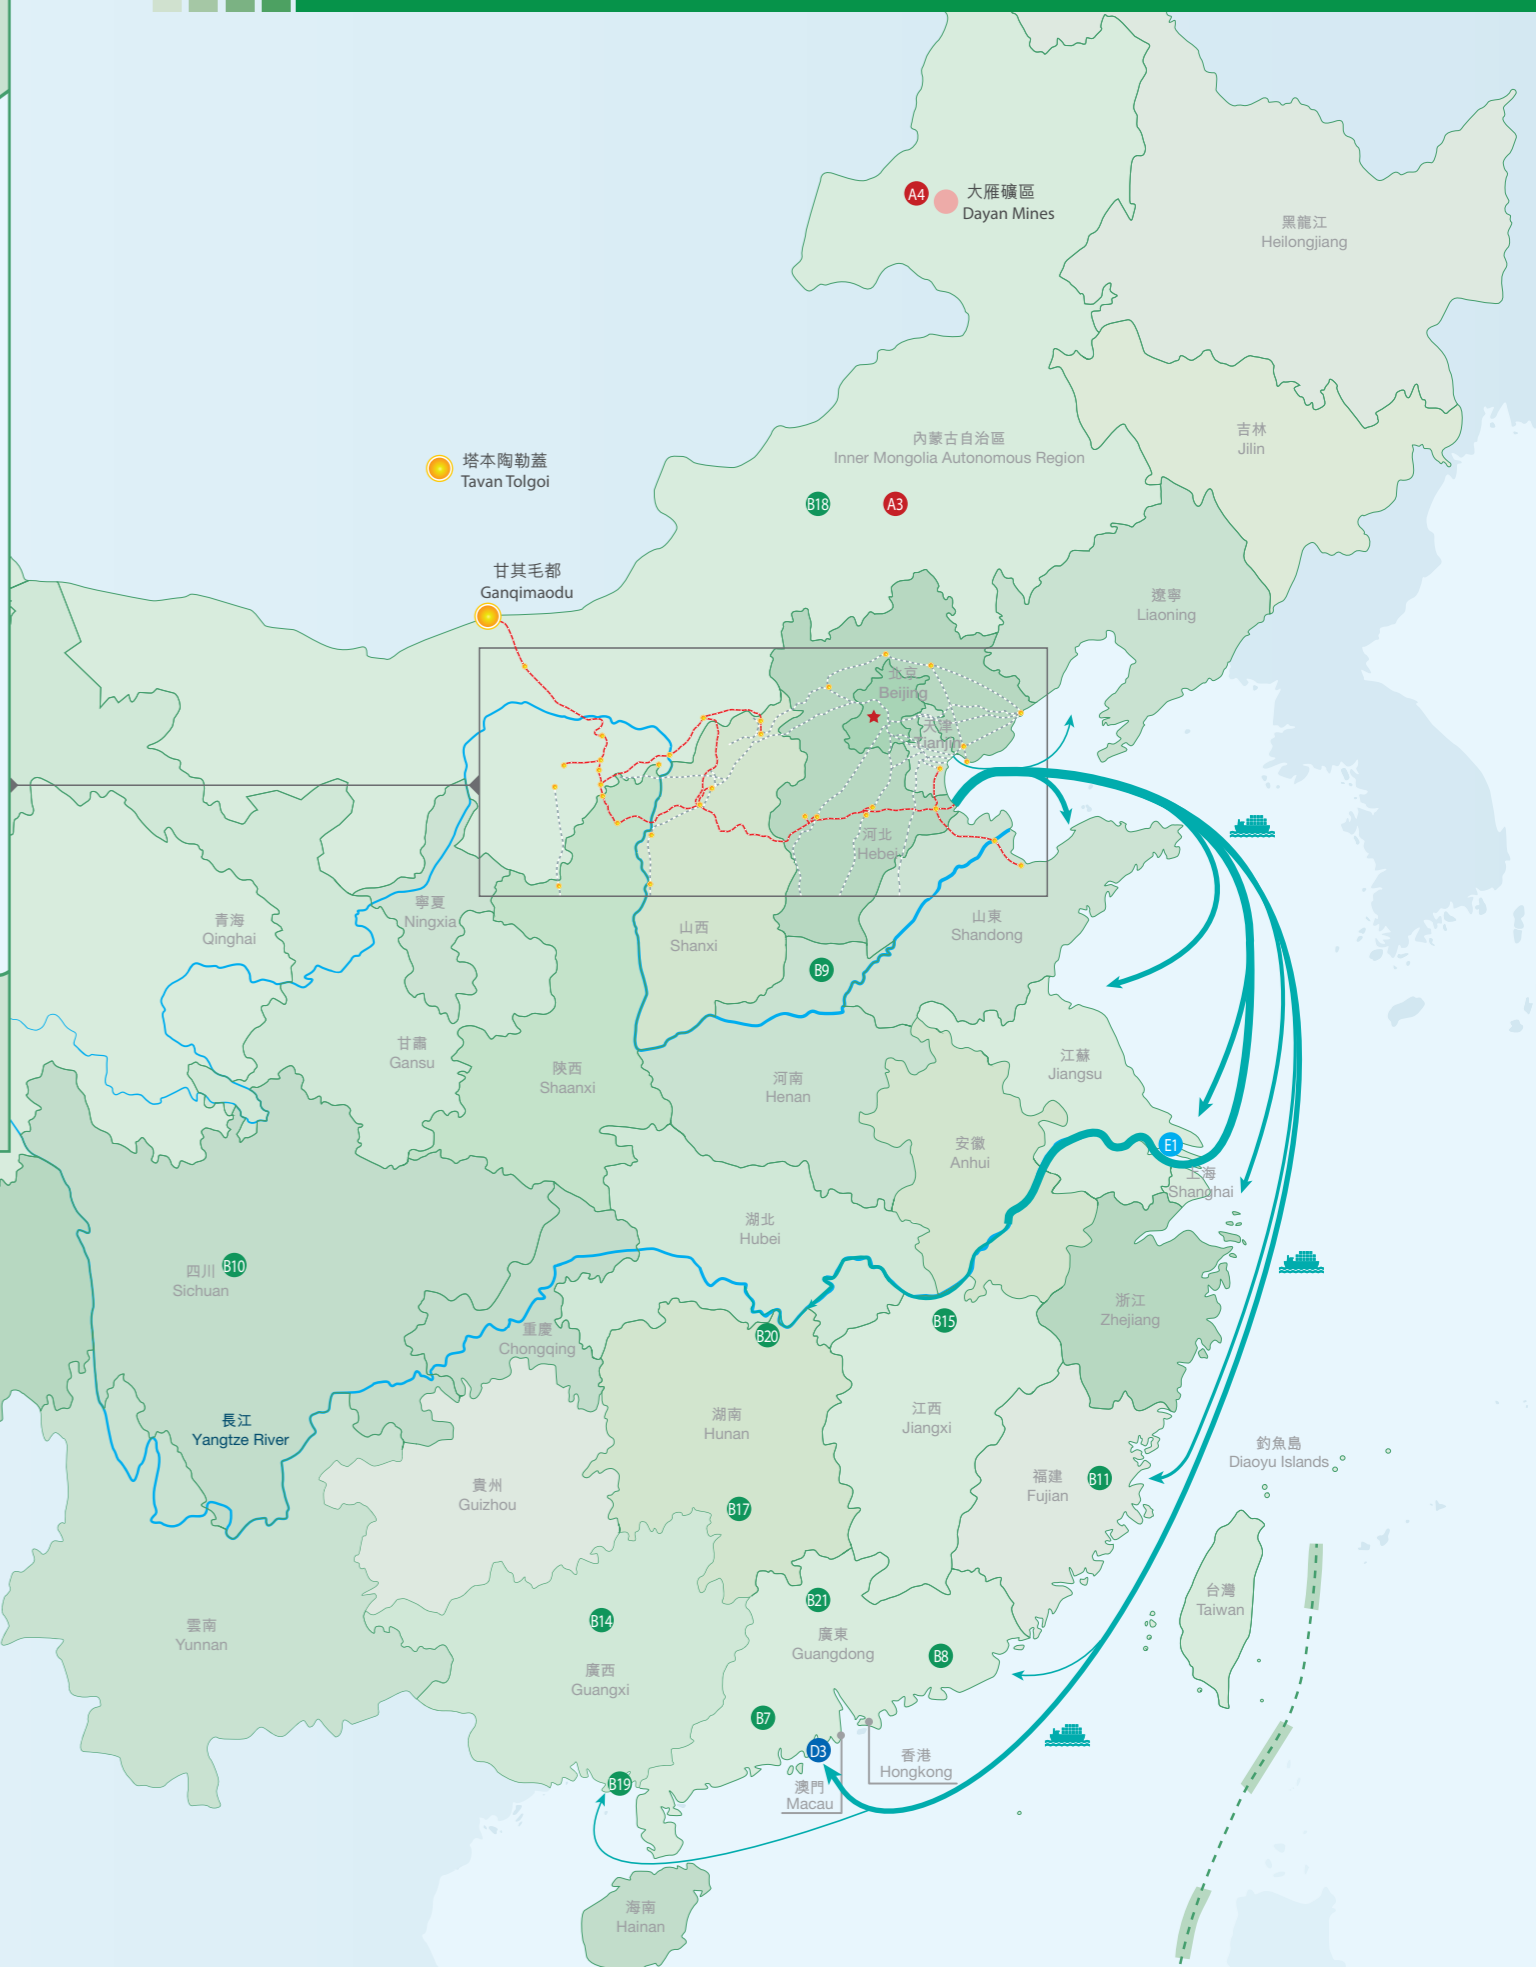 A4
大雁礦區
Dayan Mines
黑龍江
Heilongjiang
吉林
Jilin
內蒙古自治區
Inner Mongolia Autonomous Region
塔本陶勒蓋
Tavan Tolgoi
B18
A3
甘其毛都
Ganqimaodu
遼寧
Liaoning
北京
Beijing
天津
Tianjin
河北
Hebei
寧夏
Ningxia
青海
Qinghai
山西
Shanxi
山東
Shandong
B9
甘肅
Gansu
陝西
Shaanxi
河南
Henan
江蘇
Jiangsu
安徽
Anhui
E1
上海
Shanghai
湖北
Hubei
四川
Sichuan
B10
重慶
Chongqing
浙江
Zhejiang
B15
B20
長江
Yangtze River
湖南
Hunan
江西
Jiangxi
釣魚島
Diaoyu Islands
福建
Fujian
B11
貴州
Guizhou
B17
台灣
Taiwan
B21
B14
雲南
Yunnan
廣東
Guangdong
B8
廣西
Guangxi
B7
D3
香港
Hongkong
澳門
Macau
B19
海南
Hainan